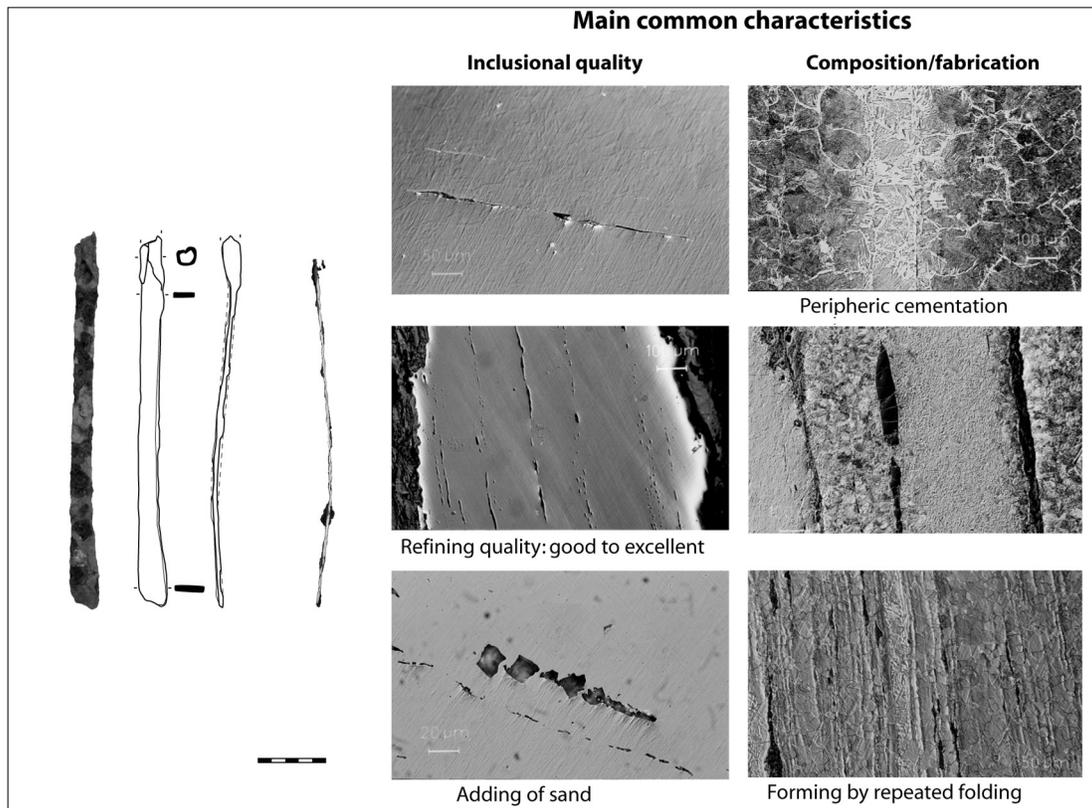 Main common characteristics
Inclusional quality
Composition/fabrication
50 µm
100 µm
Peripheric cementation
10 µm
Refining quality: good to excellent
20 µm
50 µm
Adding of sand
Forming by repeated folding